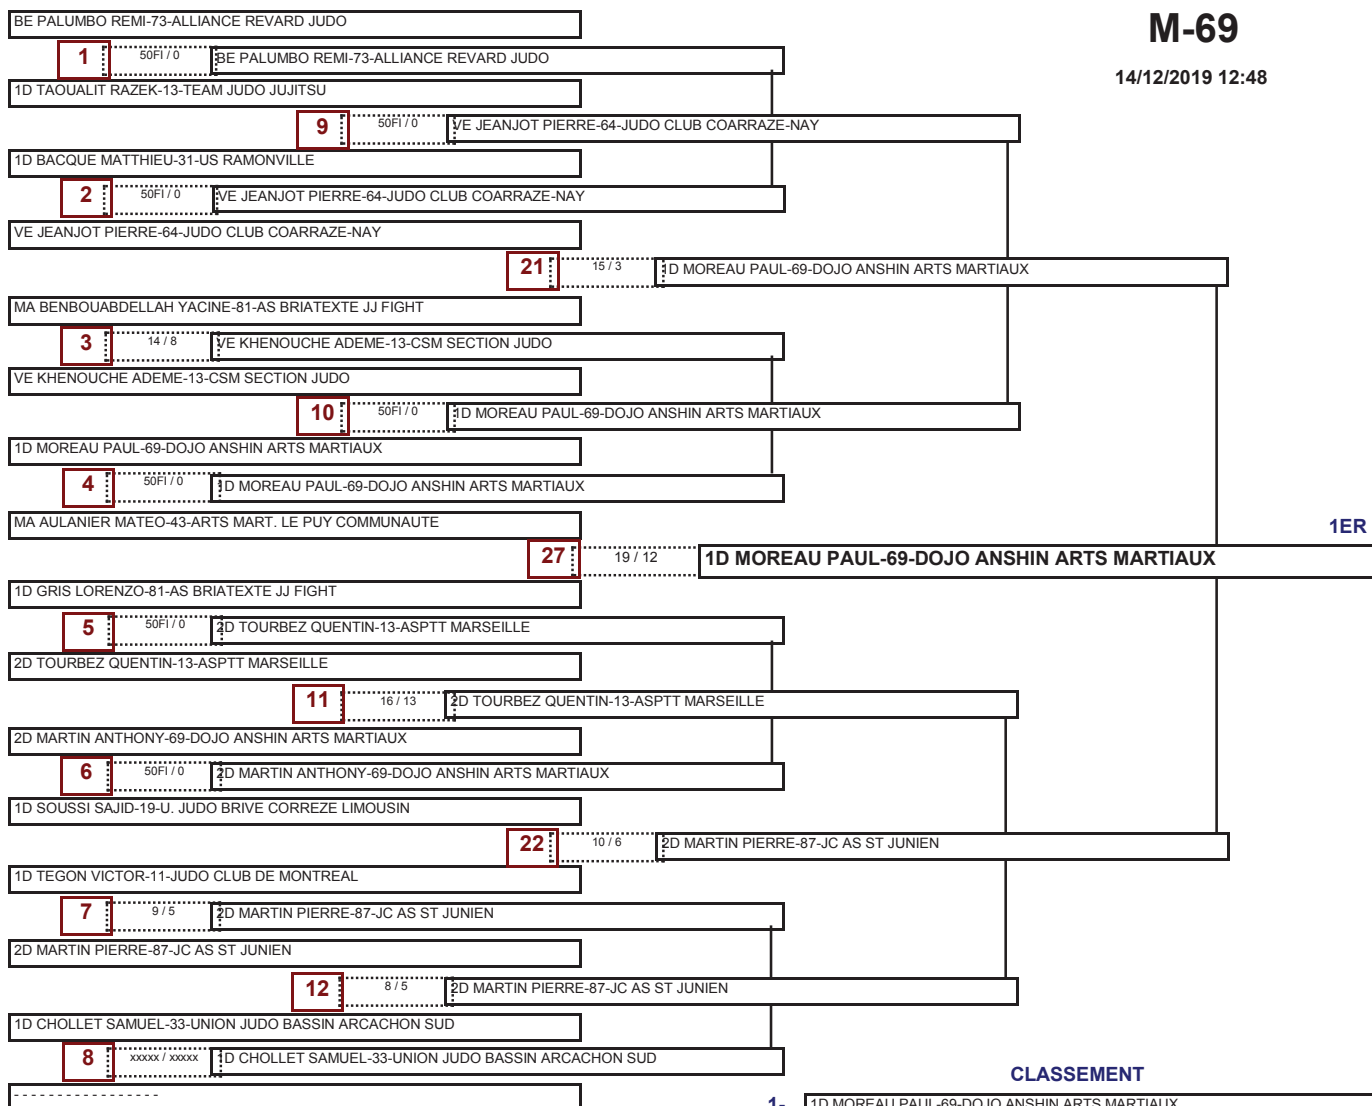 BE PALUMBO REMI-73-ALLIANCE REVARD JUDO
M-69
1 50FI / 0 BE PALUMBO REMI-73-ALLIANCE REVARD JUDO
14/12/2019 12:48
1D TAOUALIT RAZEK-13-TEAM JUDO JUJITSU
9 50FI / 0 VE JEANJOT PIERRE-64-JUDO CLUB COARRAZE-NAY
1D BACQUE MATTHIEU-31-US RAMONVILLE
2 50FI / 0 VE JEANJOT PIERRE-64-JUDO CLUB COARRAZE-NAY
VE JEANJOT PIERRE-64-JUDO CLUB COARRAZE-NAY
21 15 / 3 1D MOREAU PAUL-69-DOJO ANSHIN ARTS MARTIAUX
MA BENBOUABDELLAH YACINE-81-AS BRIATEXTE JJ FIGHT
3 14 / 8 VE KHENOUCHE ADEME-13-CSM SECTION JUDO
VE KHENOUCHE ADEME-13-CSM SECTION JUDO
10 50FI / 0 1D MOREAU PAUL-69-DOJO ANSHIN ARTS MARTIAUX
1D MOREAU PAUL-69-DOJO ANSHIN ARTS MARTIAUX
4 50FI / 0 1D MOREAU PAUL-69-DOJO ANSHIN ARTS MARTIAUX
MA AULANIER MATEO-43-ARTS MART. LE PUY COMMUNAUTE
1ER
27 19 / 12 1D MOREAU PAUL-69-DOJO ANSHIN ARTS MARTIAUX
1D GRIS LORENZO-81-AS BRIATEXTE JJ FIGHT
5 50FI / 0 2D TOURBEZ QUENTIN-13-ASPTT MARSEILLE
2D TOURBEZ QUENTIN-13-ASPTT MARSEILLE
11 16 / 13 2D TOURBEZ QUENTIN-13-ASPTT MARSEILLE
2D MARTIN ANTHONY-69-DOJO ANSHIN ARTS MARTIAUX
6 50FI / 0 2D MARTIN ANTHONY-69-DOJO ANSHIN ARTS MARTIAUX
1D SOUSSI SAJID-19-U. JUDO BRIVE CORREZE LIMOUSIN
22 10 / 6 2D MARTIN PIERRE-87-JC AS ST JUNIEN
1D TEGON VICTOR-11-JUDO CLUB DE MONTREAL
7 9 / 5 2D MARTIN PIERRE-87-JC AS ST JUNIEN
2D MARTIN PIERRE-87-JC AS ST JUNIEN
12 8 / 5 2D MARTIN PIERRE-87-JC AS ST JUNIEN
1D CHOLLET SAMUEL-33-UNION JUDO BASSIN ARCACHON SUD
8 xxxxx / xxxxx 1D CHOLLET SAMUEL-33-UNION JUDO BASSIN ARCACHON SUD
CLASSEMENT
- - - - - - - - - - - - - - - - -
1- 1D MOREAU PAUL-69-DOJO ANSHIN ARTS MARTIAUX